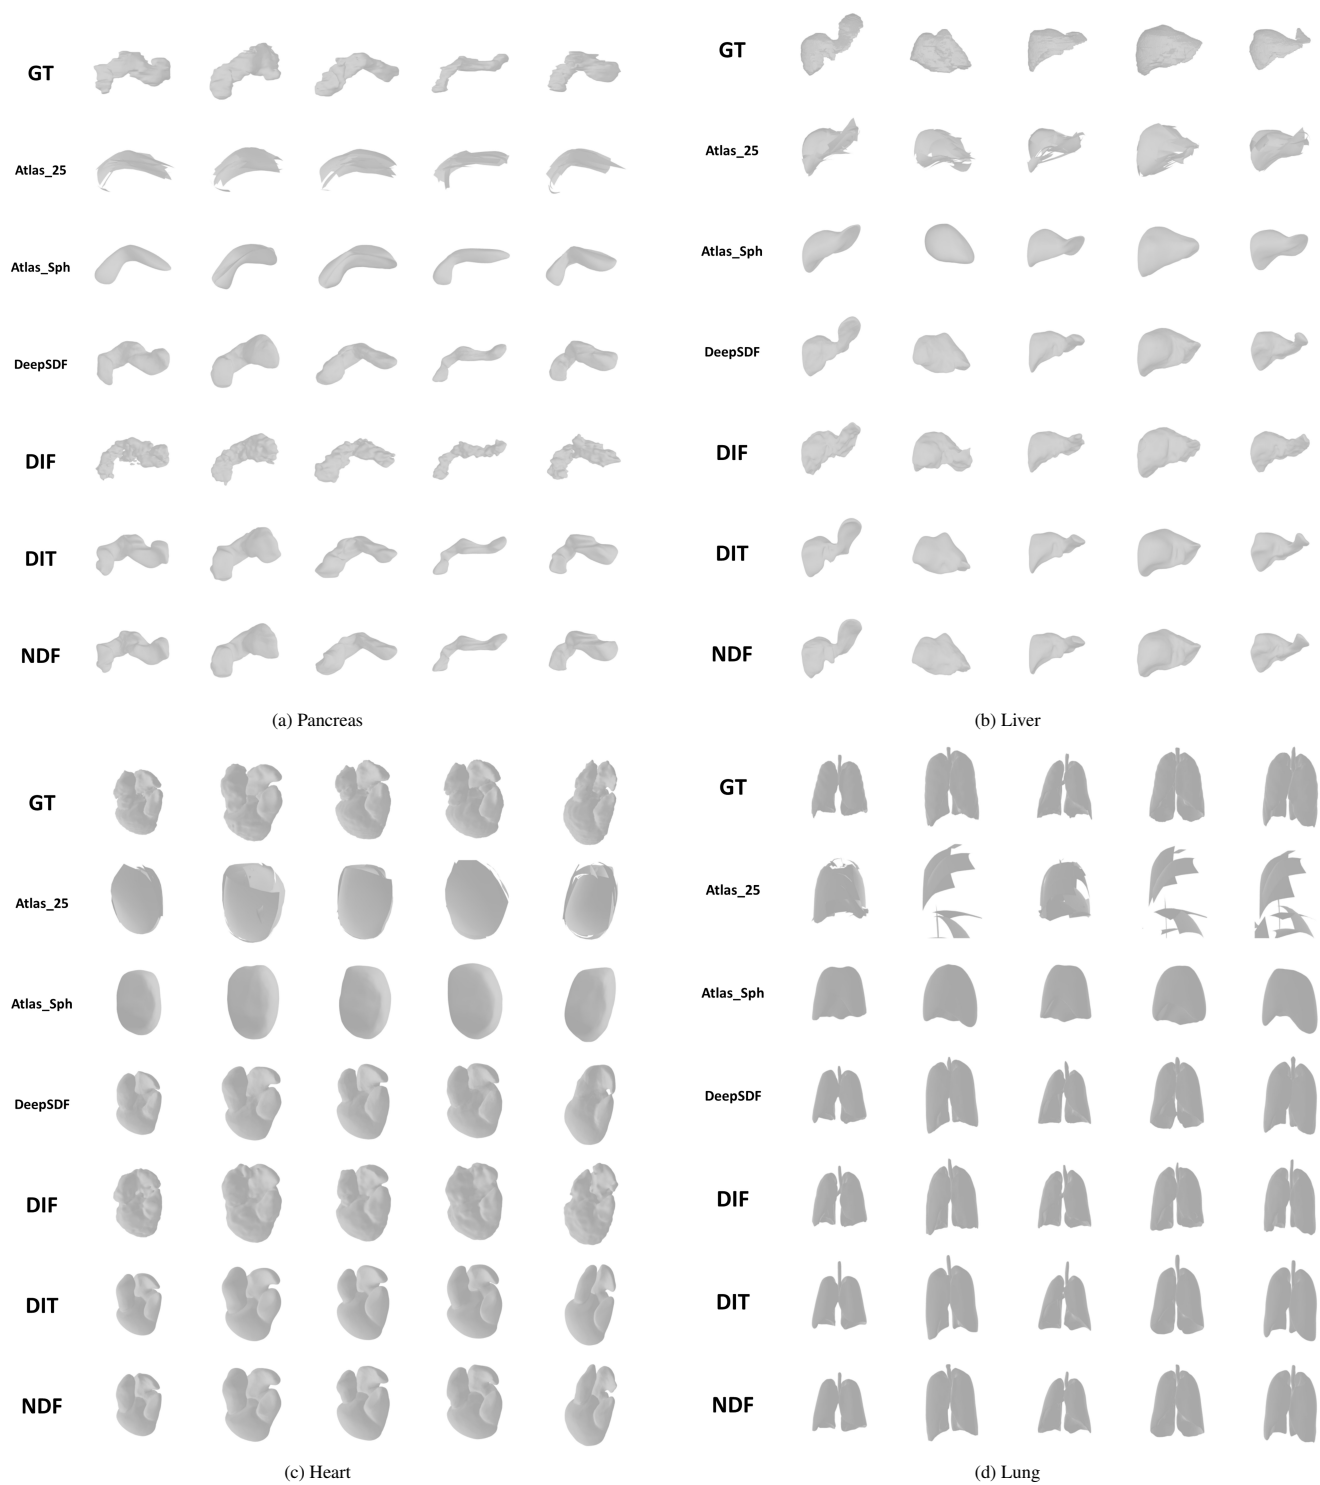 GT
Atlas_25
Atlas_Sph
DeepSDF
DIF
DIT
NDF
(a) Pancreas
GT
Atlas_25
Atlas_Sph
DeepSDF
DIF
DIT
NDF
(b) Liver
GT
Atlas_25
Atlas_Sph
DeepSDF
DIF
DIT
NDF
(c) Heart
GT
Atlas_25
Atlas_Sph
DeepSDF
DIF
DIT
NDF
(d) Lung